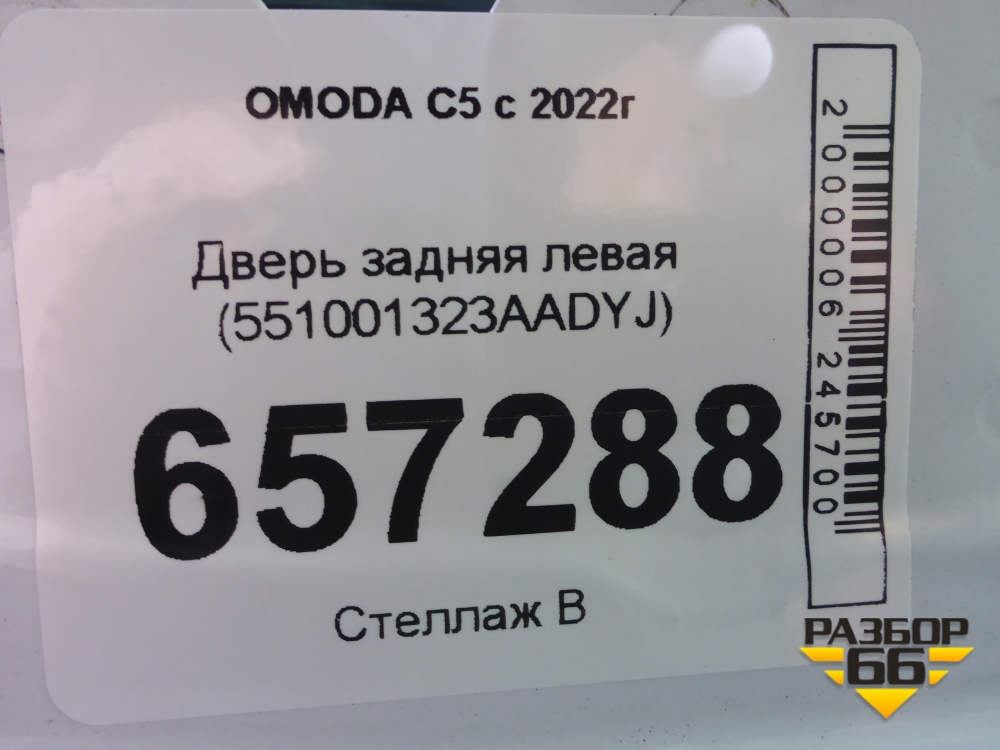 OMODA C5 с 2022г
Дверь задняя левая
(551001323AADYJ)
657288
Стеллаж В
2000006245700
РАЗБОР
66